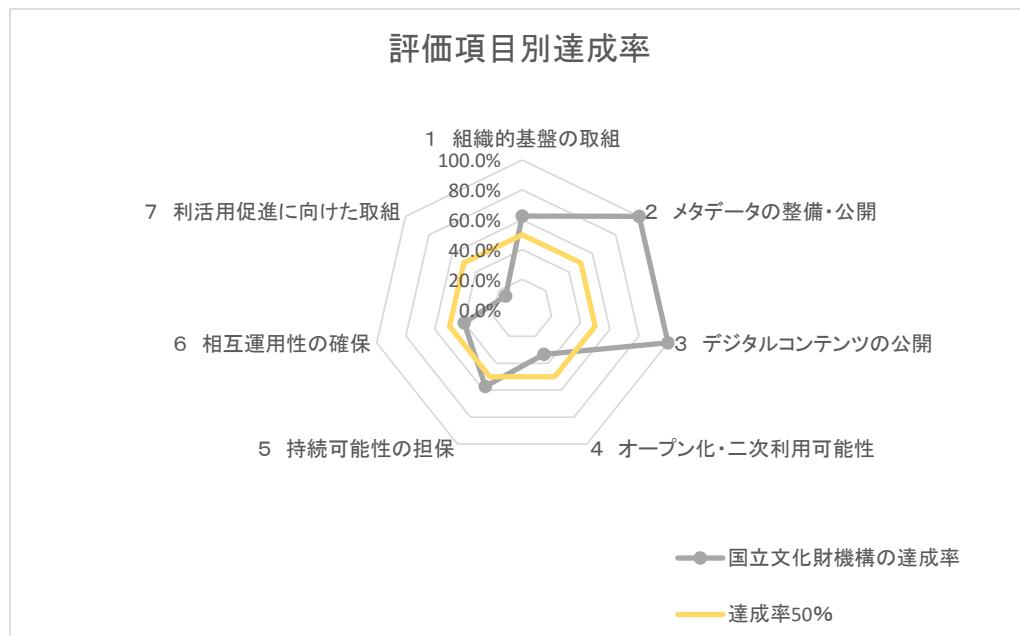 評価項目別達成率
1 組織的基盤の取組
100.0%
80.0%
60.0%
40.0%
20.0%
0.0%
2 メタデータの整備・公開
3 デジタルコンテンツの公開
4 オープン化・二次利用可能性
5 持続可能性の担保
6 相互運用性の確保
7 利活用促進に向けた取組
国立文化財機構の達成率
達成率50%